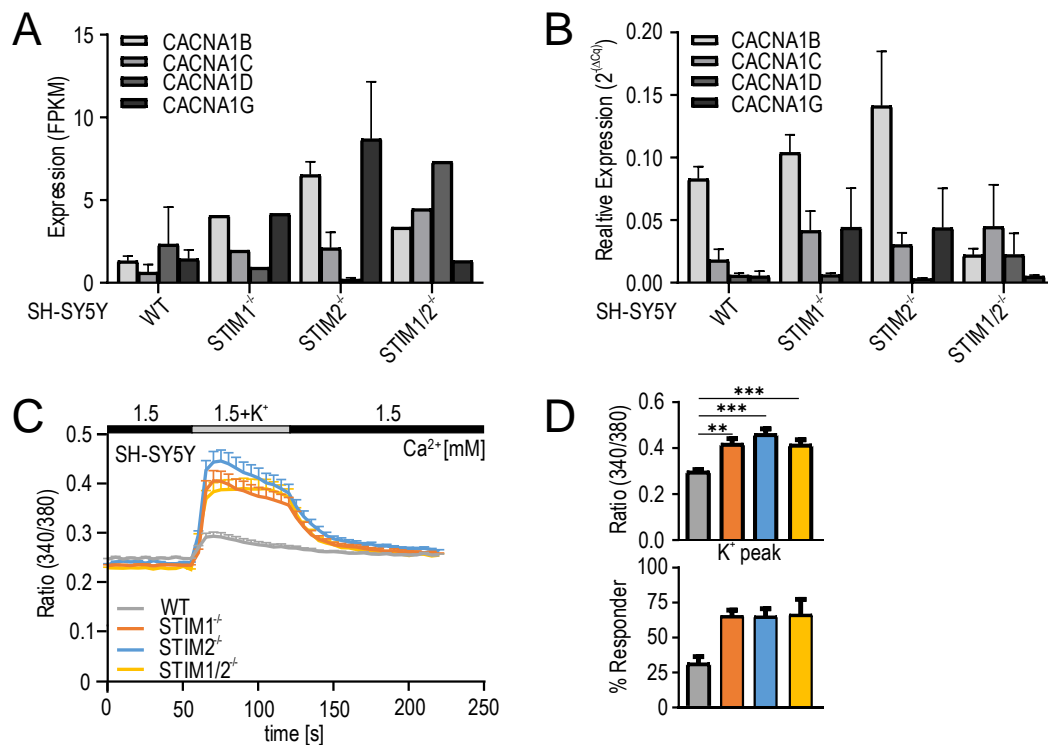 A
Expression (FPKM)
15
10
5
0
CACNA1B
CACNA1C
CACNA1D
CACNA1G
SH-SY5Y
WT
STIM1-/-
STIM2-/-
STIM1/2-/-
B
Realtive Expression (2^(ΔCq)
0.20
0.15
0.10
0.05
0.00
CACNA1B
CACNA1C
CACNA1D
CACNA1G
SH-SY5Y
WT
STIM1-/-
STIM2-/-
STIM1/2-/-
C
1.5
1.5+K+
1.5
SH-SY5Y
Ca2+ [mM]
Ratio (340/380)
0.5
0.4
0.3
0.2
0.1
0.0
WT
STIM1-/-
STIM2-/-
STIM1/2-/-
0
50
100
150
200
250
time [s]
D
Ratio (340/380)
0.6
0.4
0.2
0.0
***
***
**
K+ peak
% Responder
100
75
50
25
0